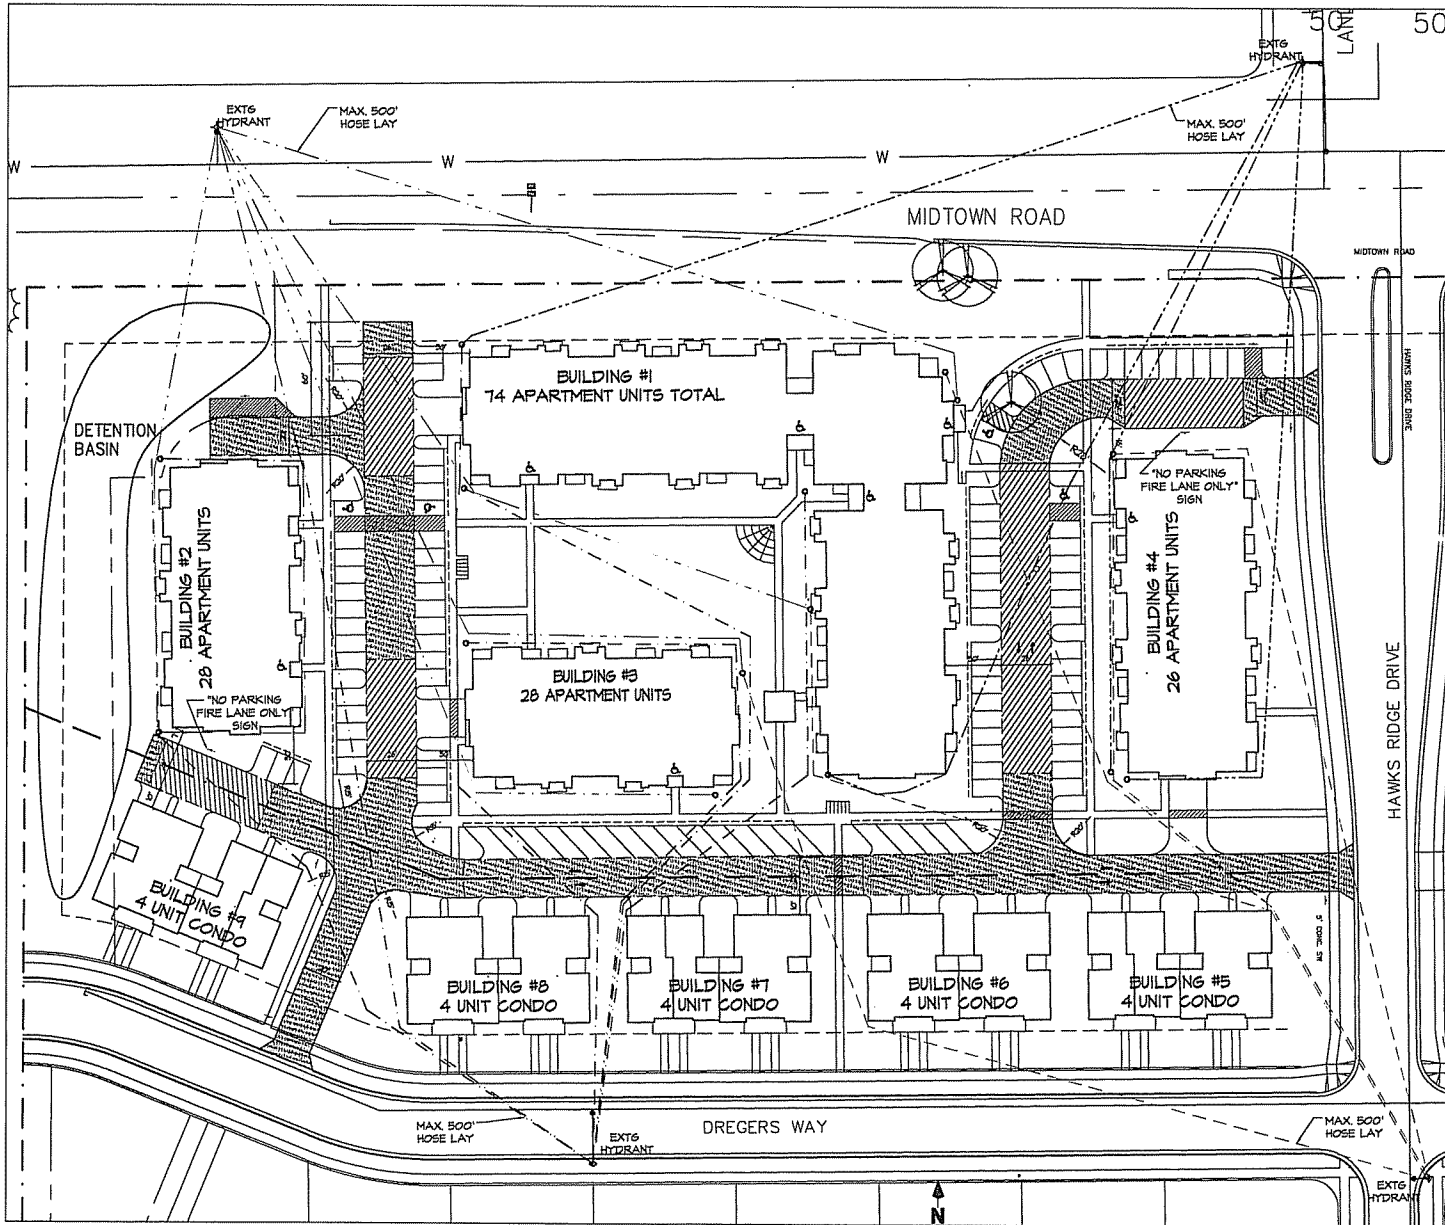 50
50
LANE
EXTG
HYDRANT
MAX. 500'
HOSE LAY
EXTG
HYDRANT
MAX. 500'
HOSE LAY
W
W
W
MIDTOWN ROAD
MIDTOWN ROAD
HAWKS RIDGE DRIVE
BUILDING #1
74 APARTMENT UNITS TOTAL
DETENTION
BASIN
"NO PARKING
FIRE LANE ONLY"
SIGN
BUILDING #2
28 APARTMENT UNITS
BUILDING #4
26 APARTMENT UNITS
BUILDING #3
28 APARTMENT UNITS
"NO PARKING
FIRE LANE ONLY"
SIGN
HAWKS RIDGE DRIVE
BUILDING #9
4 UNIT CONDO
BUILDING #8
4 UNIT CONDO
BUILDING #7
4 UNIT CONDO
BUILDING #6
4 UNIT CONDO
BUILDING #5
4 UNIT CONDO
5' CONC. SW
MAX. 500'
HOSE LAY
EXTG
HYDRANT
DREGERS WAY
MAX. 500'
HOSE LAY
EXTG
HYDRANT
N